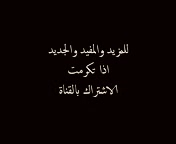 للمزيد والمفيد والجديد
اذا تكرمت
الاشتراك بالقناة